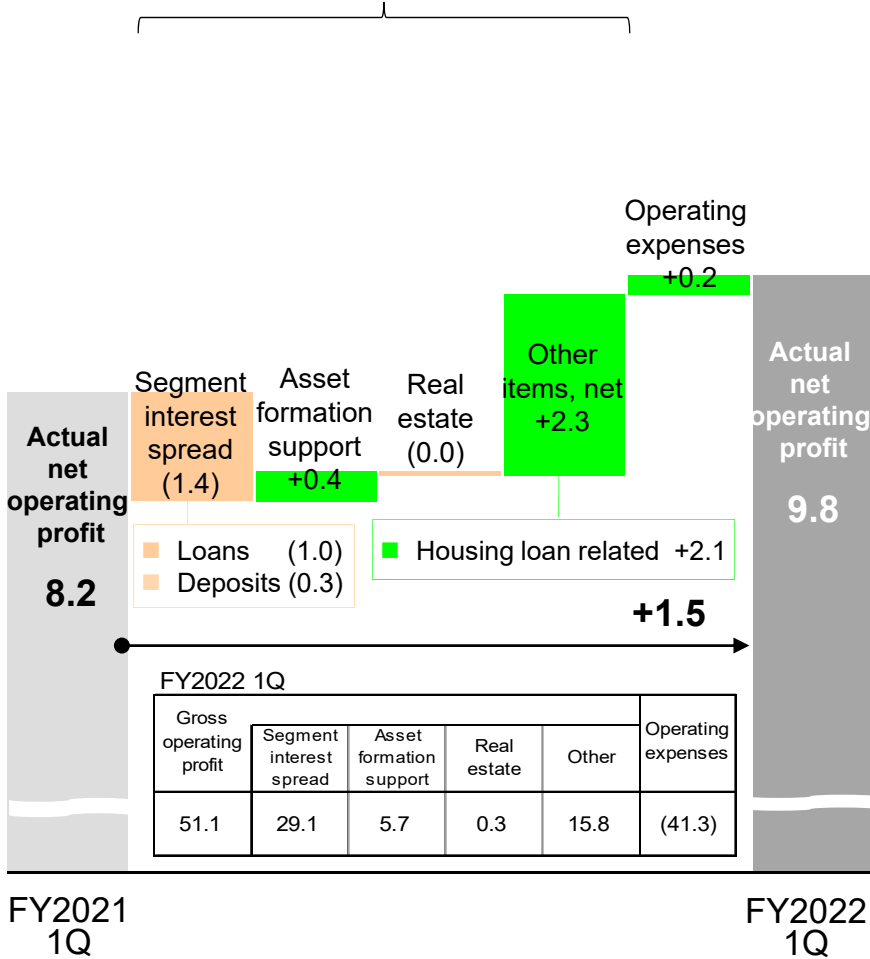 Operating
expenses
+0.2
Segment
interest
spread
(1.4)
Asset
formation
support
+0.4
Real
estate
(0.0)
Other
items, net
+2.3
Actual
net
operating
profit
9.8
Actual
net
operating
profit
8.2
Loans (1.0)
Deposits (0.3)
Housing loan related +2.1
+1.5
FY2022 1Q
Gross
operating
profit
Segment
interest
spread
Asset
formation
support
Real
estate
Other
Operating
expenses
51.1 29.1 5.7 0.3 15.8 (41.3)
FY2021
1Q
FY2022
1Q